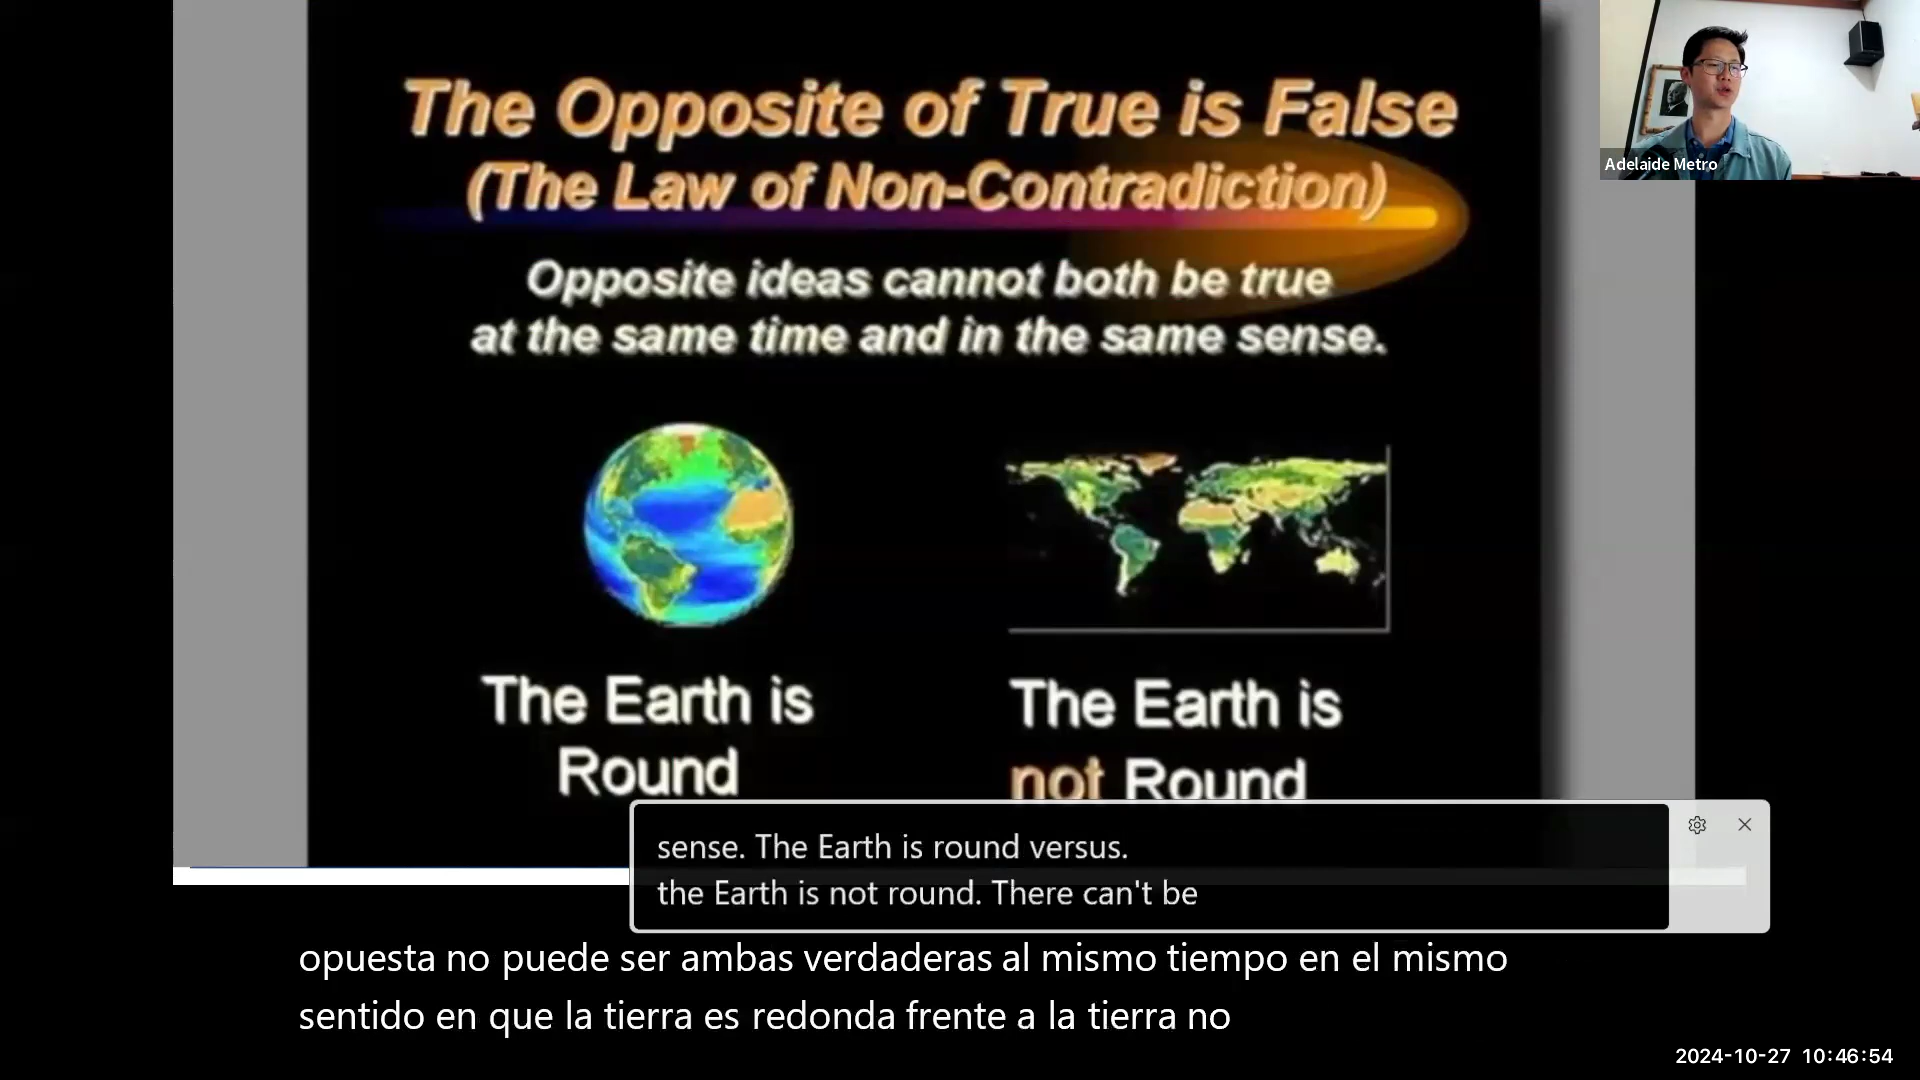 The Opposite of True is False
(The Law of Non-Contradiction)
Opposite ideas cannot both be true
at the same time and in the same sense.
The Earth is
Round
The Earth is
not Round
Adelaide Metro
sense. The Earth is round versus.
the Earth is not round. There can't be
opuesta no puede ser ambas verdaderas al mismo tiempo en el mismo
sentido en que la tierra es redonda frente a la tierra no
2024-10-27 10:46:54